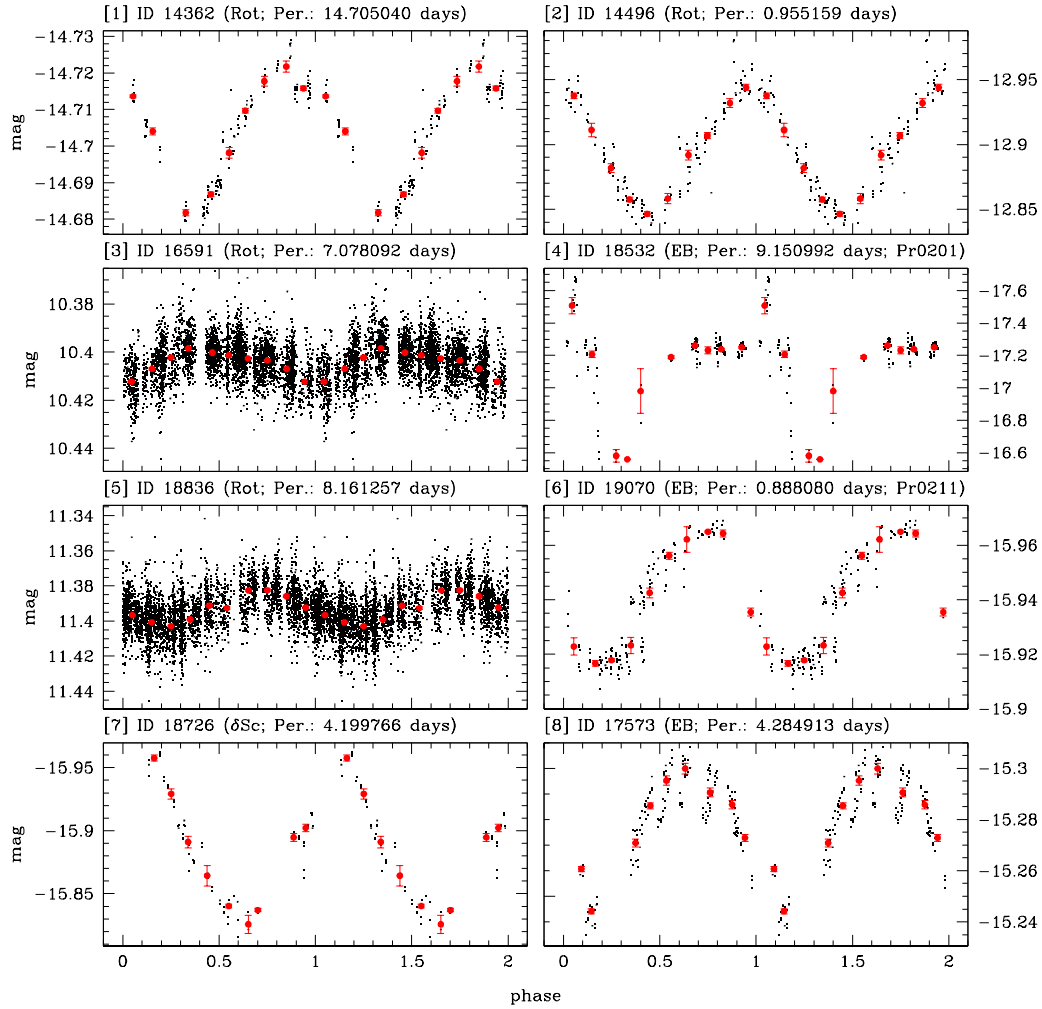 [1] ID 14362 (Rot; Per.: 14.705040 days)
[2] ID 14496 (Rot; Per.: 0.955159 days)
−14.73
−14.72
−14.71
−14.7
−14.69
−14.68
mag
−12.95
−12.9
−12.85
[3] ID 16591 (Rot; Per.: 7.078092 days)
[4] ID 18532 (EB; Per.: 9.150992 days; Pr0201)
10.38
10.4
10.42
10.44
mag
−17.6
−17.4
−17.2
−17
−16.8
−16.6
[5] ID 18836 (Rot; Per.: 8.161257 days)
[6] ID 19070 (EB; Per.: 0.888080 days; Pr0211)
11.34
11.36
11.38
11.4
11.42
11.44
mag
−15.96
−15.94
−15.92
−15.9
[7] ID 18726 (δSc; Per.: 4.199766 days)
[8] ID 17573 (EB; Per.: 4.284913 days)
−15.95
−15.9
−15.85
mag
−15.3
−15.28
−15.26
−15.24
0 0.5 1 1.5 2
0 0.5 1 1.5 2
phase